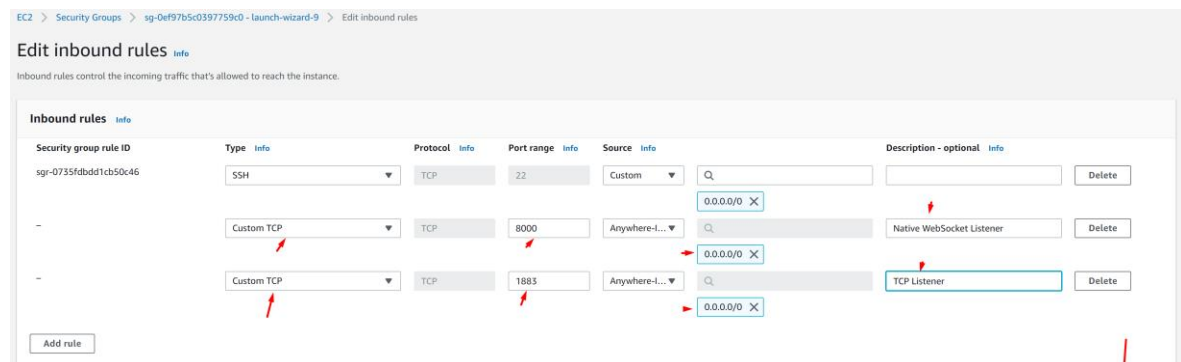 EC2 > Security Groups > sg-0ef97b5c0397759c0 - launch-wizard-9 > Edit inbound rules
Edit inbound rules Info
Inbound rules control the incoming traffic that's allowed to reach the instance.
Inbound rules Info
Security group rule ID Type Info Protocol Info Port range Info Source Info Description - optional Info
sgr-0735fdbdd1cb50c46 SSH TCP 22 Custom Delete
0.0.0.0/0
- Custom TCP TCP 8000 Anywhere-I... Native WebSocket Listener Delete
0.0.0.0/0
- Custom TCP TCP 1883 Anywhere-I... TCP Listener Delete
0.0.0.0/0
Add rule